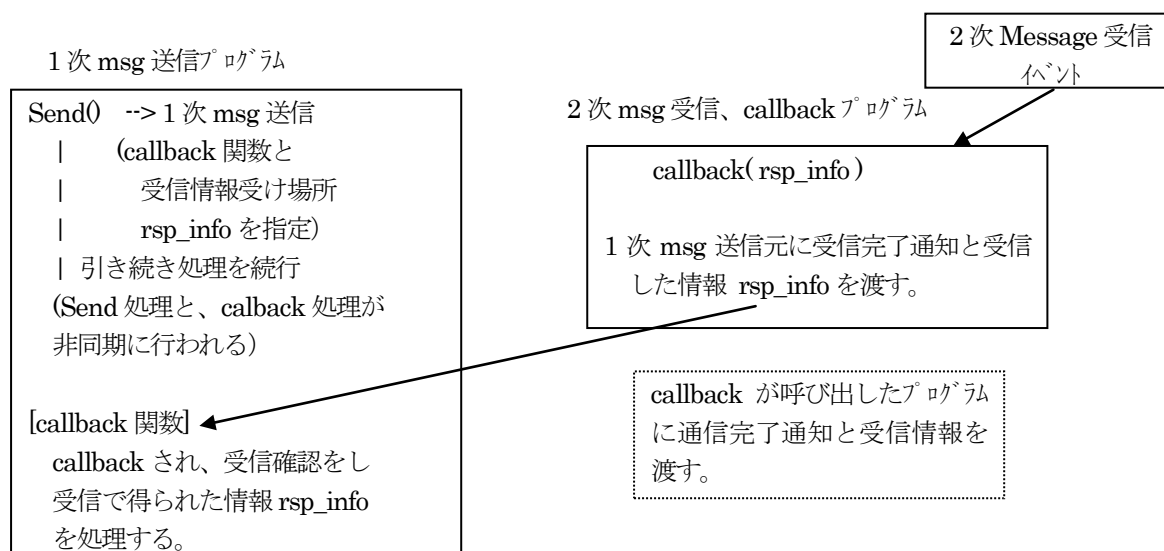 1 次 msg 送信ﾌﾟﾛｸﾞﾗﾑ
Send() --> 1 次 msg 送信
| (callback 関数と
| 受信情報受け場所
| rsp_info を指定)
| 引き続き処理を続行
(Send 処理と、calback 処理が
非同期に行われる)
[callback 関数]
callback され、受信確認をし
受信で得られた情報 rsp_info
を処理する。
2 次 Message 受信
ｲﾍﾞﾝﾄ
2 次 msg 受信、callback ﾌﾟﾛｸﾞﾗﾑ
callback( rsp_info )
1 次 msg 送信元に受信完了通知と受信
した情報 rsp_info を渡す。
callback が呼び出したﾌﾟﾛｸﾞﾗﾑ
に通信完了通知と受信情報を
渡す。